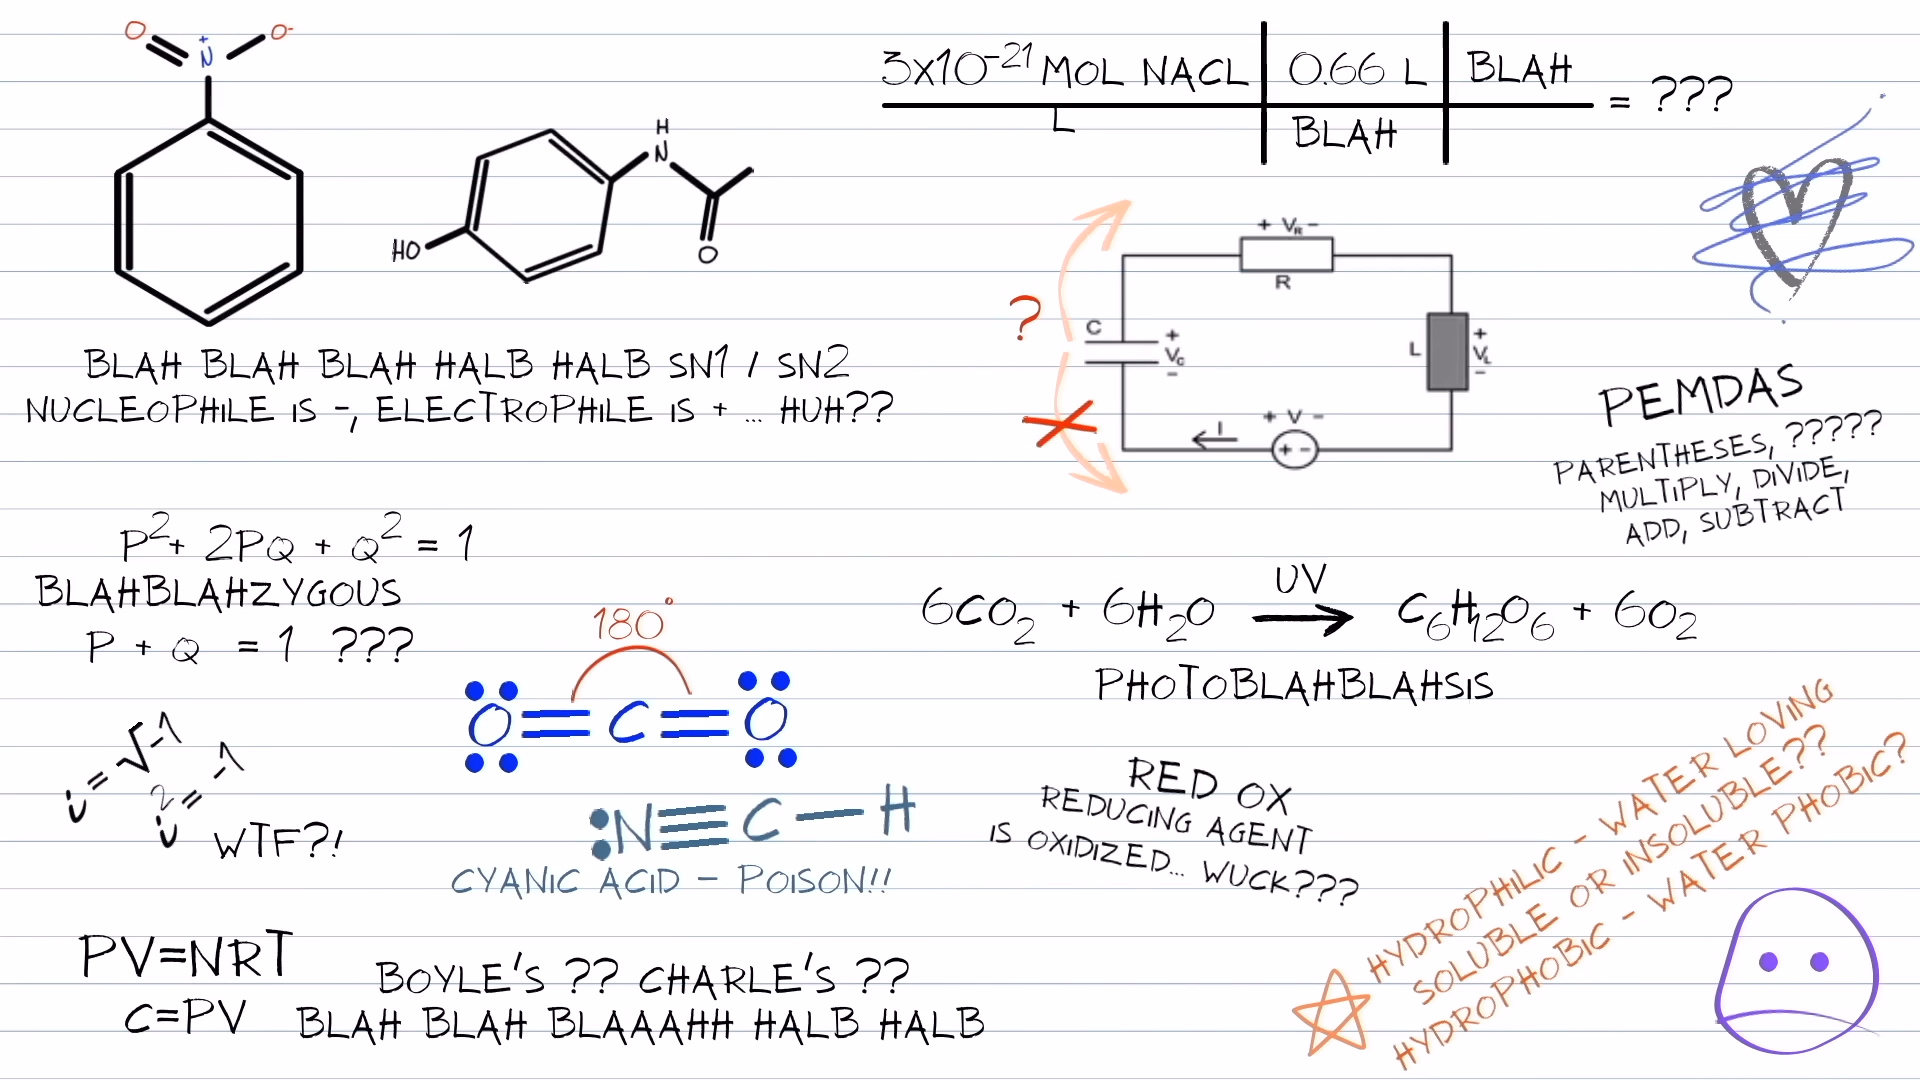 O N+ O-
H
N
HO O
3x10^-21 MOL NACL | 0.66 L | BLAH
L | BLAH
= ???
+ VR -
R
C + VC -
L + VL -
?
+ V -
+ -
I
BLAH BLAH BLAH HALB HALB SN1 / SN2
NUCLEOPHILE IS -, ELECTROPHILE IS + ... HUH??
PEMDAS
PARENTHESES, ?????
MULTIPLY, DIVIDE,
ADD, SUBTRACT
P² + 2PQ + Q² = 1
BLAHBLAHZYGOUS
P + Q = 1 ???
6CO₂ + 6H₂O UV → C₆H₁₂O₆ + 6O₂
PHOTOBLAHBLAHSIS
180°
O=C=O
:N≡C-H
CYANIC ACID - POISON!!
i = √-1
i² = -1
WTF?!
RED OX
REDUCING AGENT
IS OXIDIZED... WUCK???
HYDROPHILIC - WATER LOVING
SOLUBLE OR INSOLUBLE??
HYDROPHOBIC - WATER PHOBIC?
PV=NRT
C=PV
BOYLE'S ?? CHARLE'S ??
BLAH BLAH BLAAAHH HALB HALB